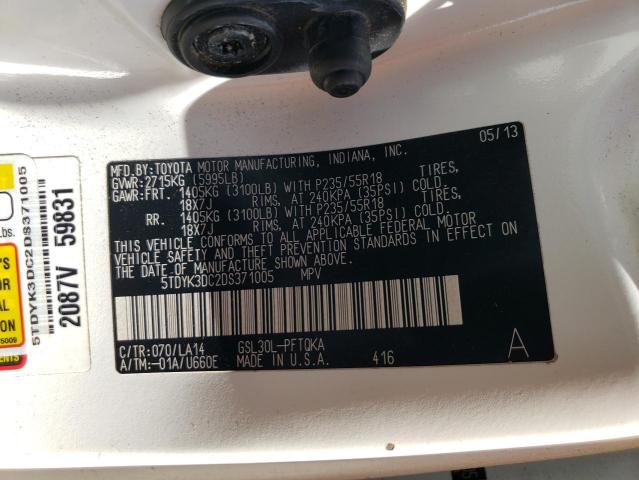 05/13
MFD.BY:TOYOTA MOTOR MANUFACTURING, INDIANA, INC.
GVWR:2715KG (5995LB)
GAWR:FRT. 1405KG (3100LB) WITH P235/55R18 TIRES,
18X7J RIMS, AT 240KPA (35PSI) COLD.
RR. 1405KG (3100LB) WITH P235/55R18 TIRES,
18X7J RIMS, AT 240KPA (35PSI) COLD.
THIS VEHICLE CONFORMS TO ALL APPLICABLE FEDERAL MOTOR
VEHICLE SAFETY AND THEFT PREVENTION STANDARDS IN EFFECT
ON THE DATE OF MANUFACTURE SHOWN ABOVE.
5TDYK3DC2DS371005 MPV
C/TR:070/LA14 GSL30L-PFTQKA
A/TM:-01A/U660E MADE IN U.S.A. 416
A
5TDYK3DC2DS371005
2087V 59831
Lbs.